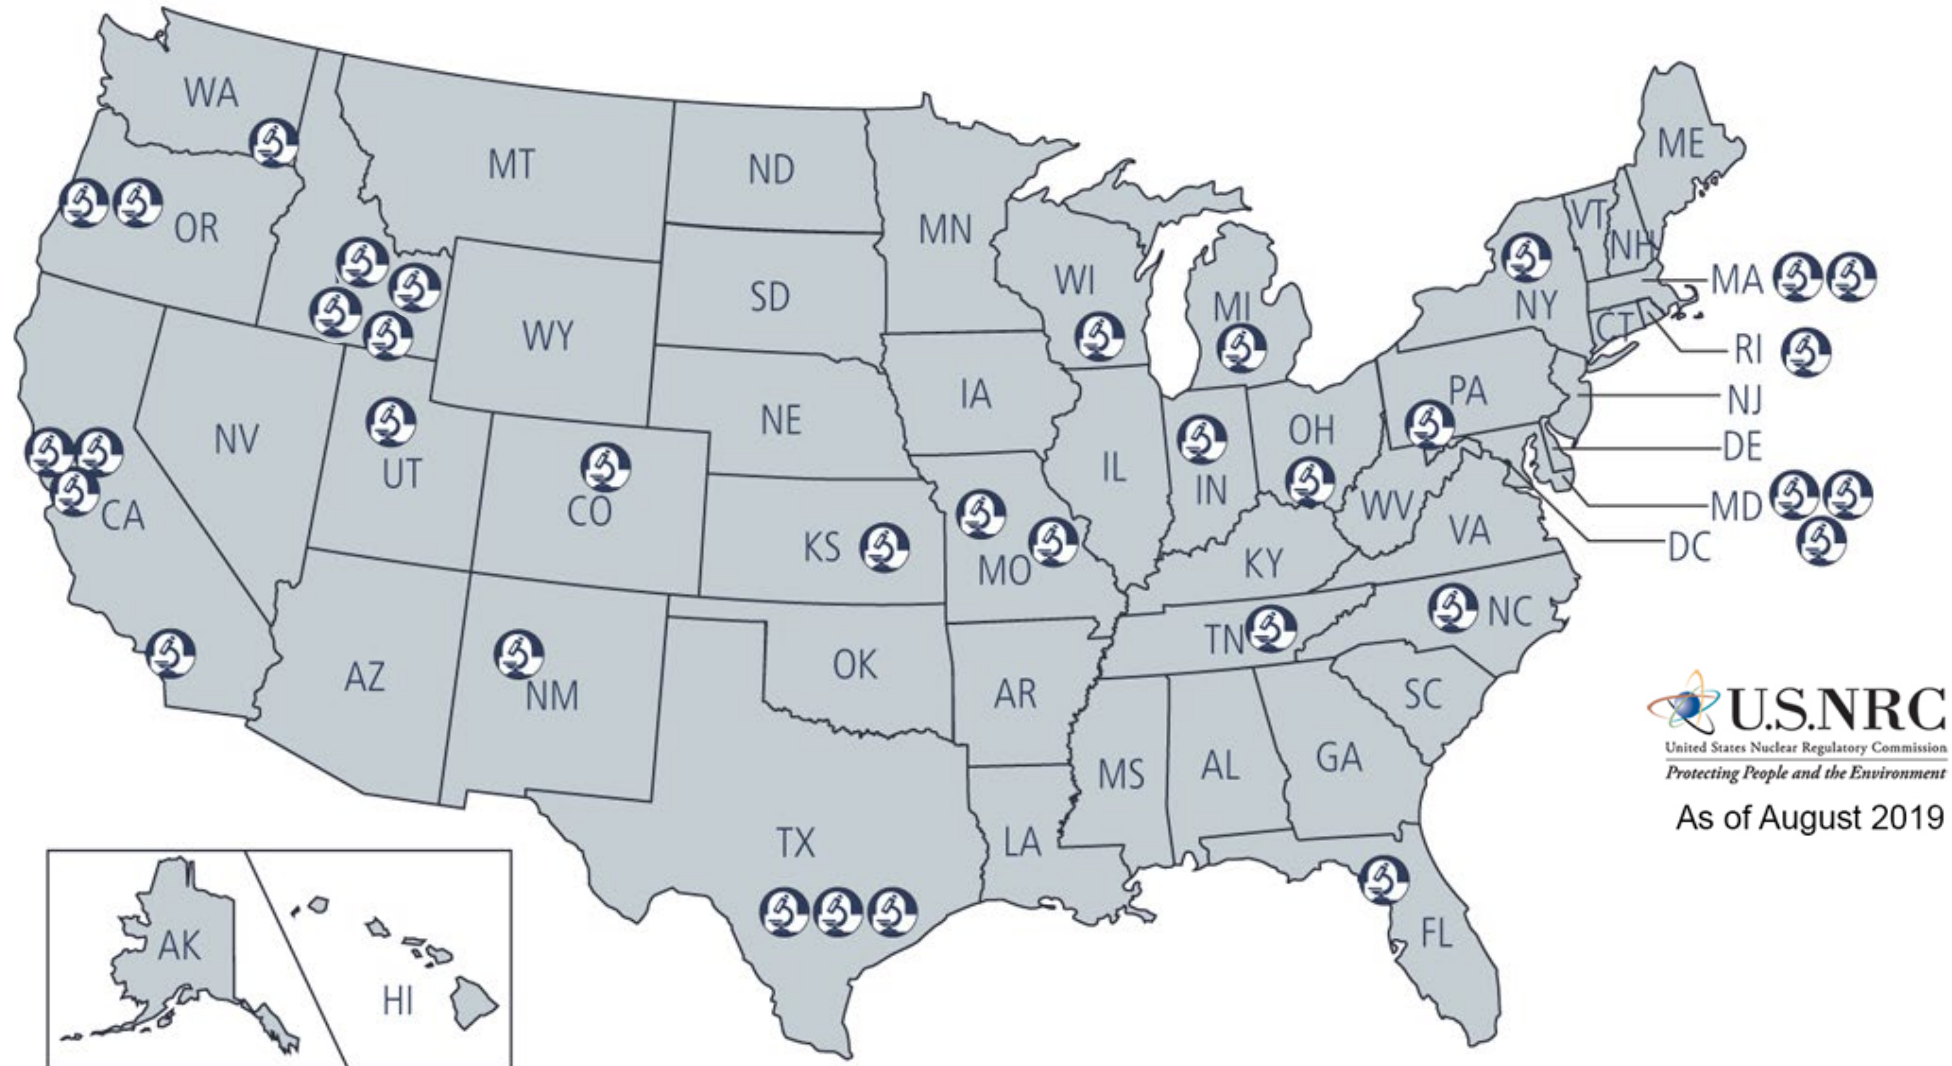 WA
MT
ND
MN
ME
OR
VT
NH
WI
MI
NY
MA
SD
WY
CT
RI
IA
PA
NJ
NE
OH
DE
NV
UT
IL
IN
CO
WV
MD
CA
KS
MO
VA
DC
KY
NC
TN
AZ
NM
OK
AR
SC
U.S.NRC
United States Nuclear Regulatory Commission
Protecting People and the Environment
As of August 2019
MS
AL
GA
TX
LA
FL
AK
HI